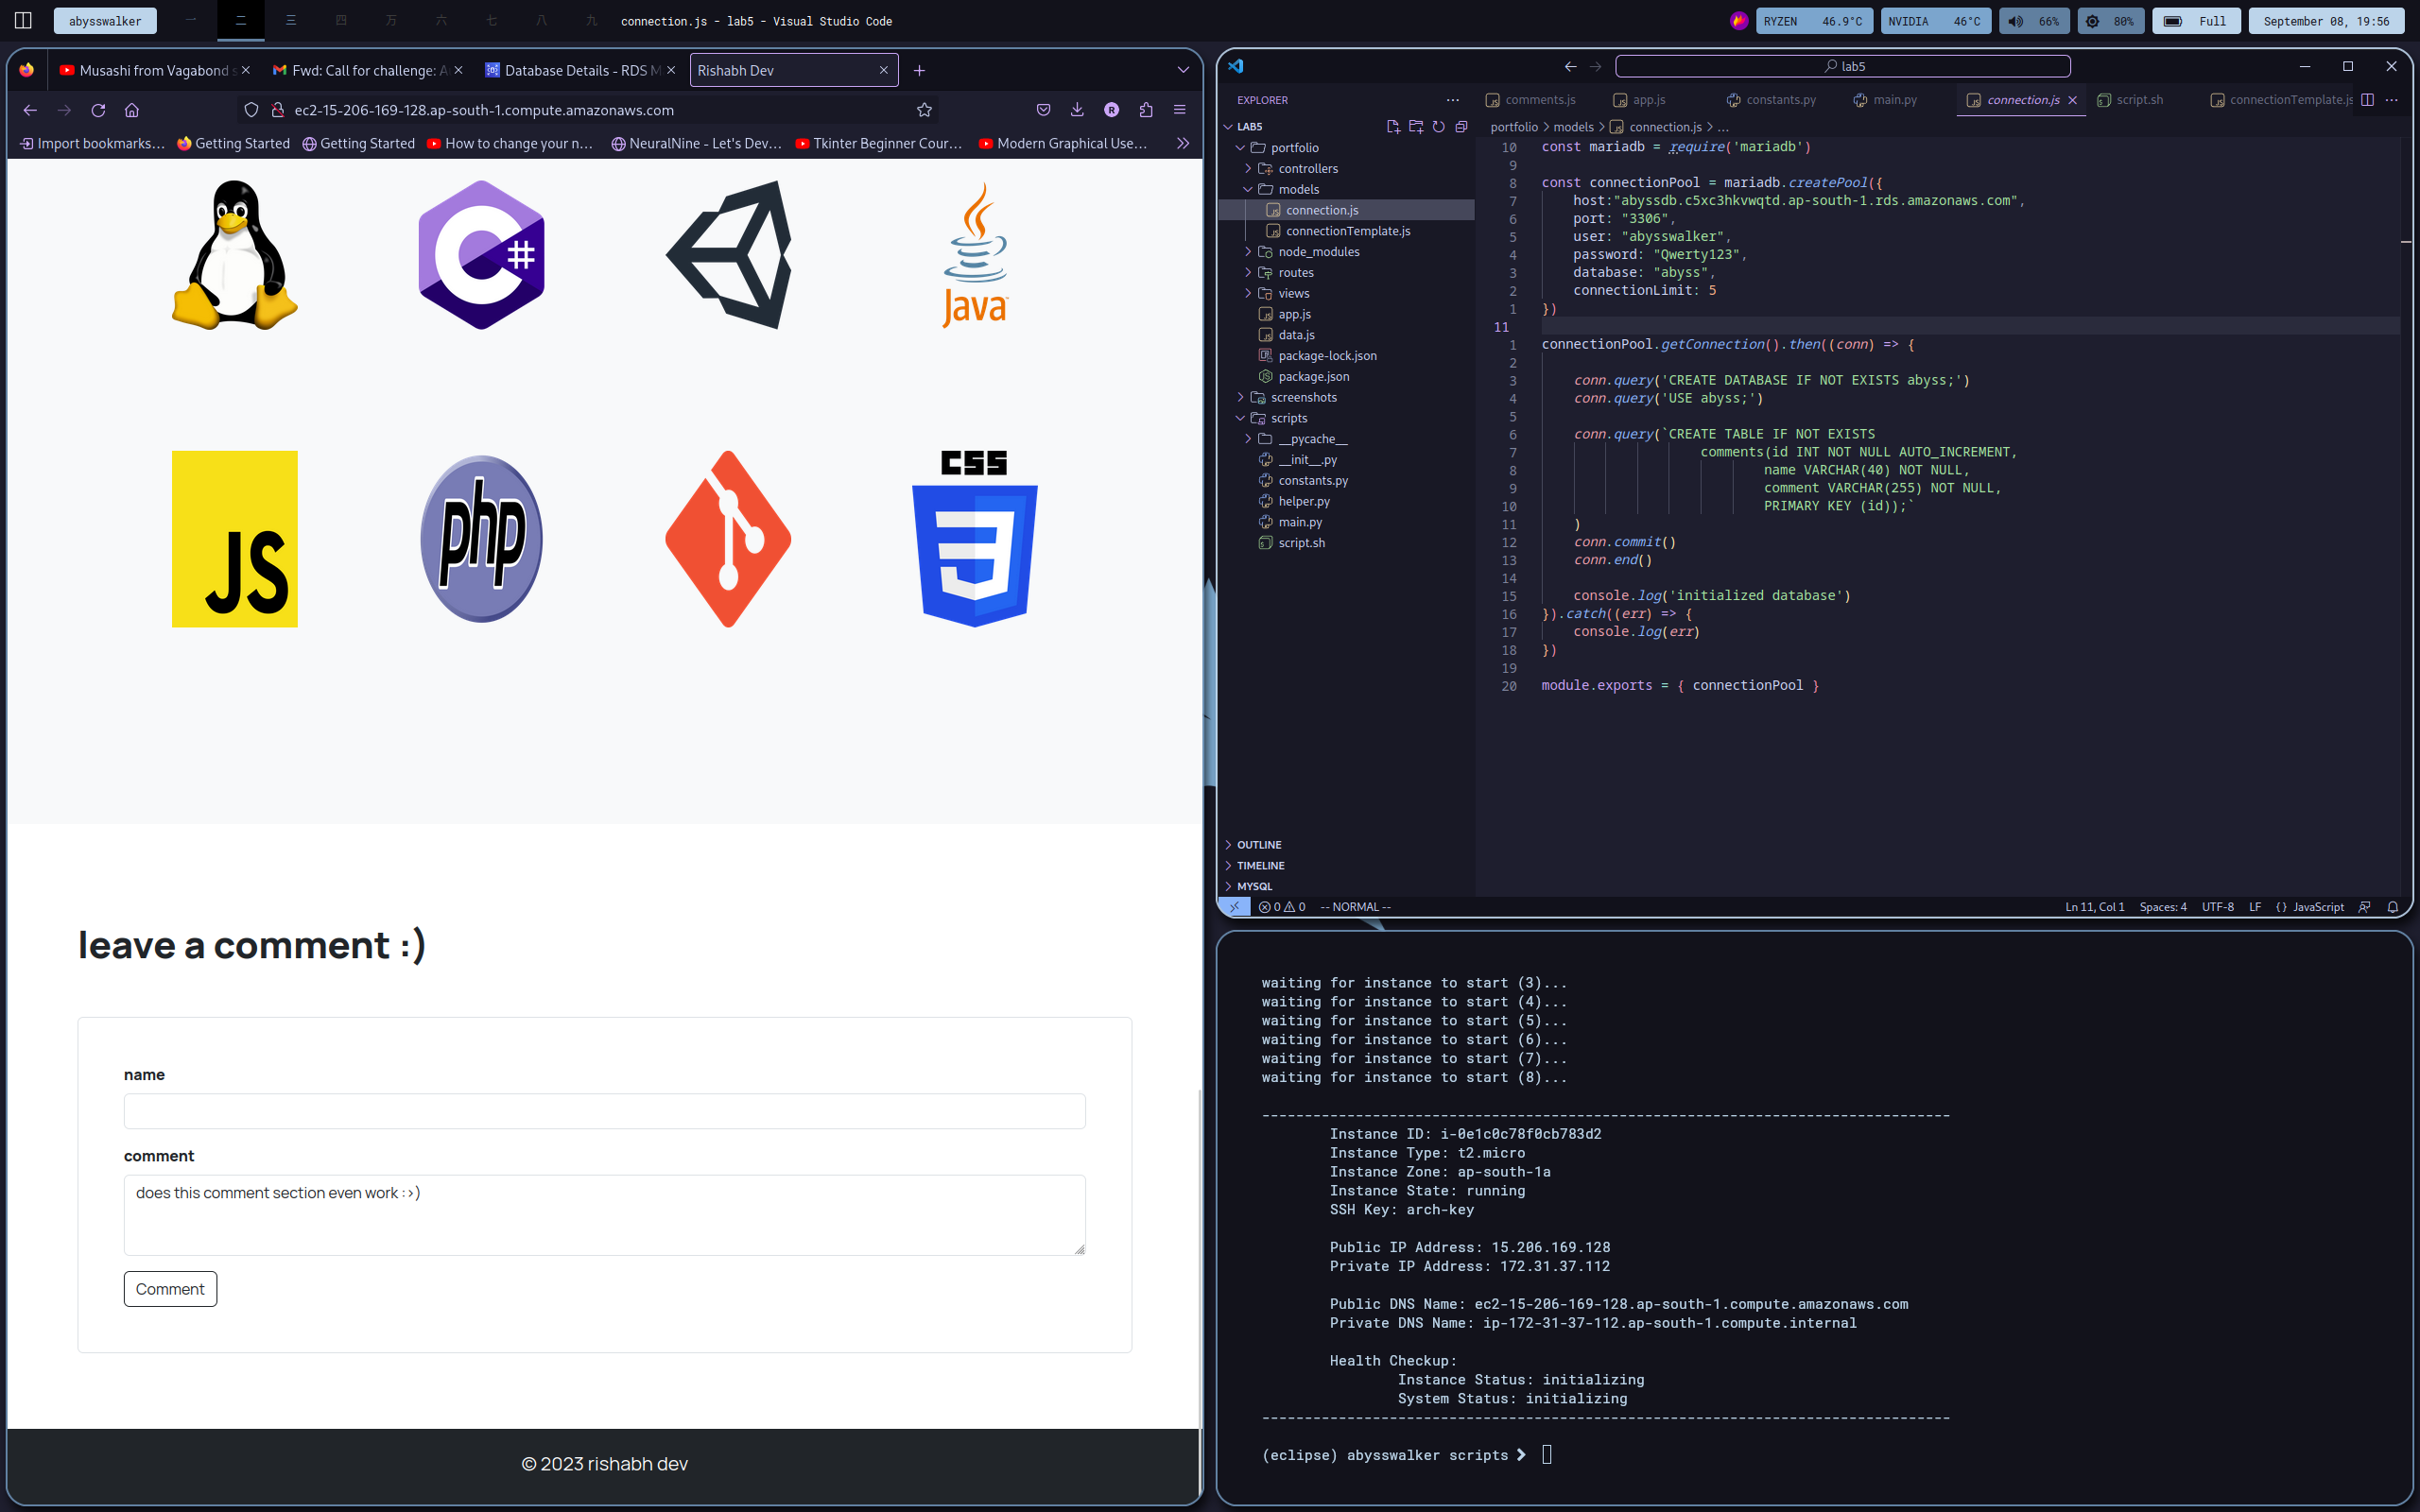 abysswalker 一 二 三 四 万 六 七 八 九 connection.js - lab5 - Visual Studio Code RYZEN 46.9°C NVIDIA 46°C 66% 80% Full September 08, 19:56
Musashi from Vagabond s Fwd: Call for challenge: A Database Details - RDS M Rishabh Dev
ec2-15-206-169-128.ap-south-1.compute.amazonaws.com
Import bookmarks... Getting Started Getting Started How to change your n... NeuralNine - Let's Dev... Tkinter Beginner Cour... Modern Graphical Use...
C#
Java
JS
php
CSS
leave a comment :)
name
comment
does this comment section even work :>)
Comment
© 2023 rishabh dev
lab5
EXPLORER
LAB5
portfolio
controllers
models
connection.js
connectionTemplate.js
node_modules
routes
views
app.js
data.js
package-lock.json
package.json
screenshots
scripts
__pycache__
__init__.py
constants.py
helper.py
main.py
script.sh
OUTLINE
TIMELINE
MYSQL
comments.js app.js constants.py main.py connection.js script.sh connectionTemplate.js
portfolio > models > connection.js > ...
10 const mariadb = require('mariadb')
9
8 const connectionPool = mariadb.createPool({
7 host:"abyssdb.c5xc3hkvwqtd.ap-south-1.rds.amazonaws.com",
6 port: "3306",
5 user: "abysswalker",
4 password: "Qwerty123",
3 database: "abyss",
2 connectionLimit: 5
1 })
11
1 connectionPool.getConnection().then((conn) => {
2
3 conn.query('CREATE DATABASE IF NOT EXISTS abyss;')
4 conn.query('USE abyss;')
5
6 conn.query(`CREATE TABLE IF NOT EXISTS
7 comments(id INT NOT NULL AUTO_INCREMENT,
8 name VARCHAR(40) NOT NULL,
9 comment VARCHAR(255) NOT NULL,
10 PRIMARY KEY (id));`
11 )
12 conn.commit()
13 conn.end()
14
15 console.log('initialized database')
16 }).catch((err) => {
17 console.log(err)
18 })
19
20 module.exports = { connectionPool }
0 0 -- NORMAL -- Ln 11, Col 1 Spaces: 4 UTF-8 LF {} JavaScript
waiting for instance to start (3)...
waiting for instance to start (4)...
waiting for instance to start (5)...
waiting for instance to start (6)...
waiting for instance to start (7)...
waiting for instance to start (8)...
---------------------------------------------------------------------------------
Instance ID: i-0e1c0c78f0cb783d2
Instance Type: t2.micro
Instance Zone: ap-south-1a
Instance State: running
SSH Key: arch-key
Public IP Address: 15.206.169.128
Private IP Address: 172.31.37.112
Public DNS Name: ec2-15-206-169-128.ap-south-1.compute.amazonaws.com
Private DNS Name: ip-172-31-37-112.ap-south-1.compute.internal
Health Checkup:
Instance Status: initializing
System Status: initializing
---------------------------------------------------------------------------------
(eclipse) abysswalker scripts ❯